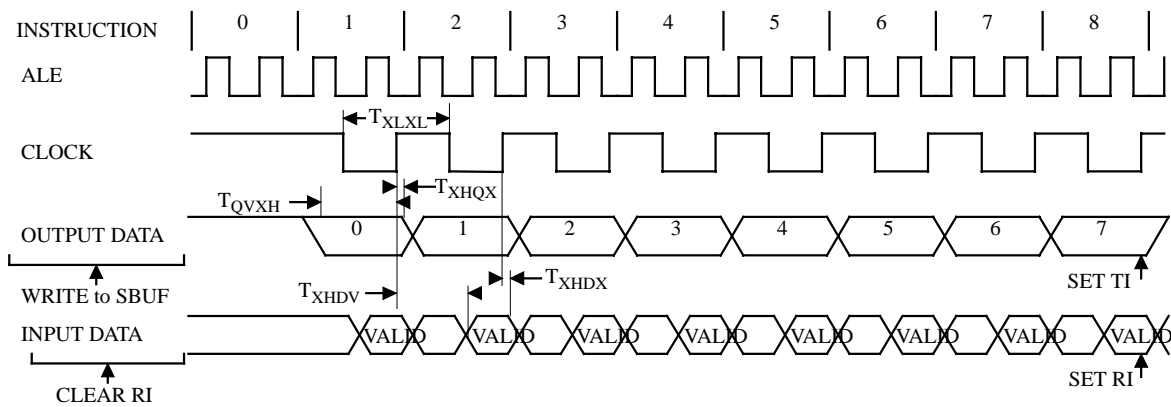 INSTRUCTION 0 1 2 3 4 5 6 7 8
ALE
TXLXL
CLOCK
TXHQX
TQVXH
OUTPUT DATA 0 1 2 3 4 5 6 7
TXHDX
SET TI
WRITE to SBUF
TXHDV
INPUT DATA VALID VALID VALID VALID VALID VALID VALID VALID
SET RI
CLEAR RI